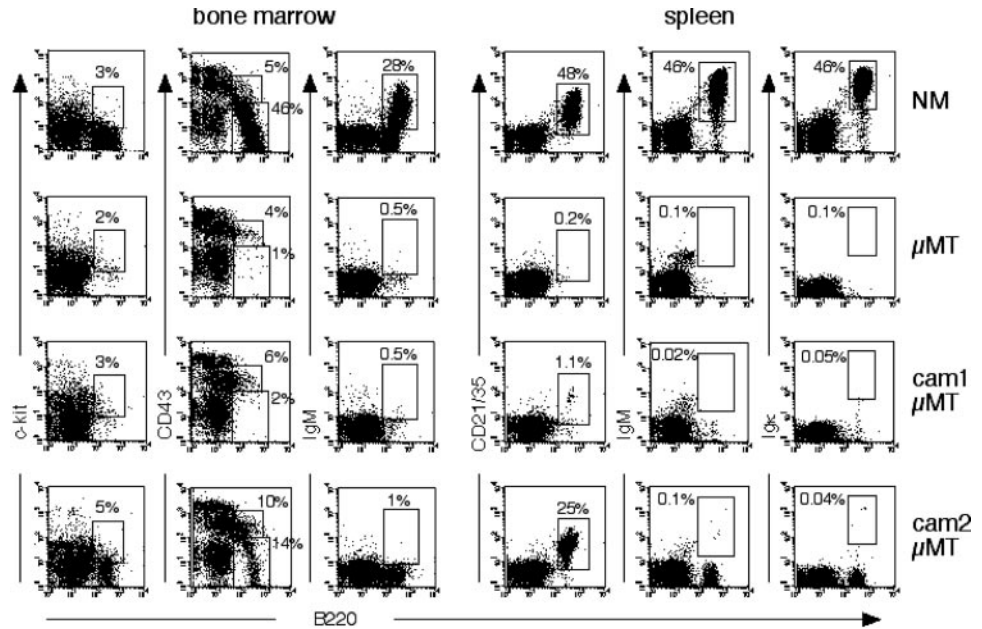 bone marrow
spleen
3%
5%
46%
28%
48%
46%
46%
NM
2%
4%
1%
0.5%
0.2%
0.1%
0.1%
µMT
3%
6%
2%
0.5%
1.1%
0.02%
0.05%
cam1
µMT
5%
10%
14%
1%
25%
0.1%
0.04%
cam2
µMT
c-kit
CD43
IgM
CD21/35
IgM
Igκ
B220